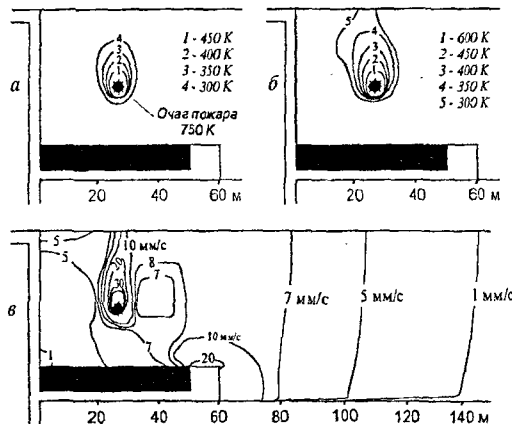 а
4
3
2
1
1 - 450 К
2 - 400 К
3 - 350 К
4 - 300 К
Очаг пожара
750 К
20 40 60 м
б
5
4
3
2
1
1 - 600 К
2 - 450 К
3 - 400 К
4 - 350 К
5 - 300 К
20 40 60 м
в
5
5
10 мм/с
8
7
7
10 мм/с
20
1
7 мм/с
5 мм/с
1 мм/с
20 40 60 80 100 120 140 м